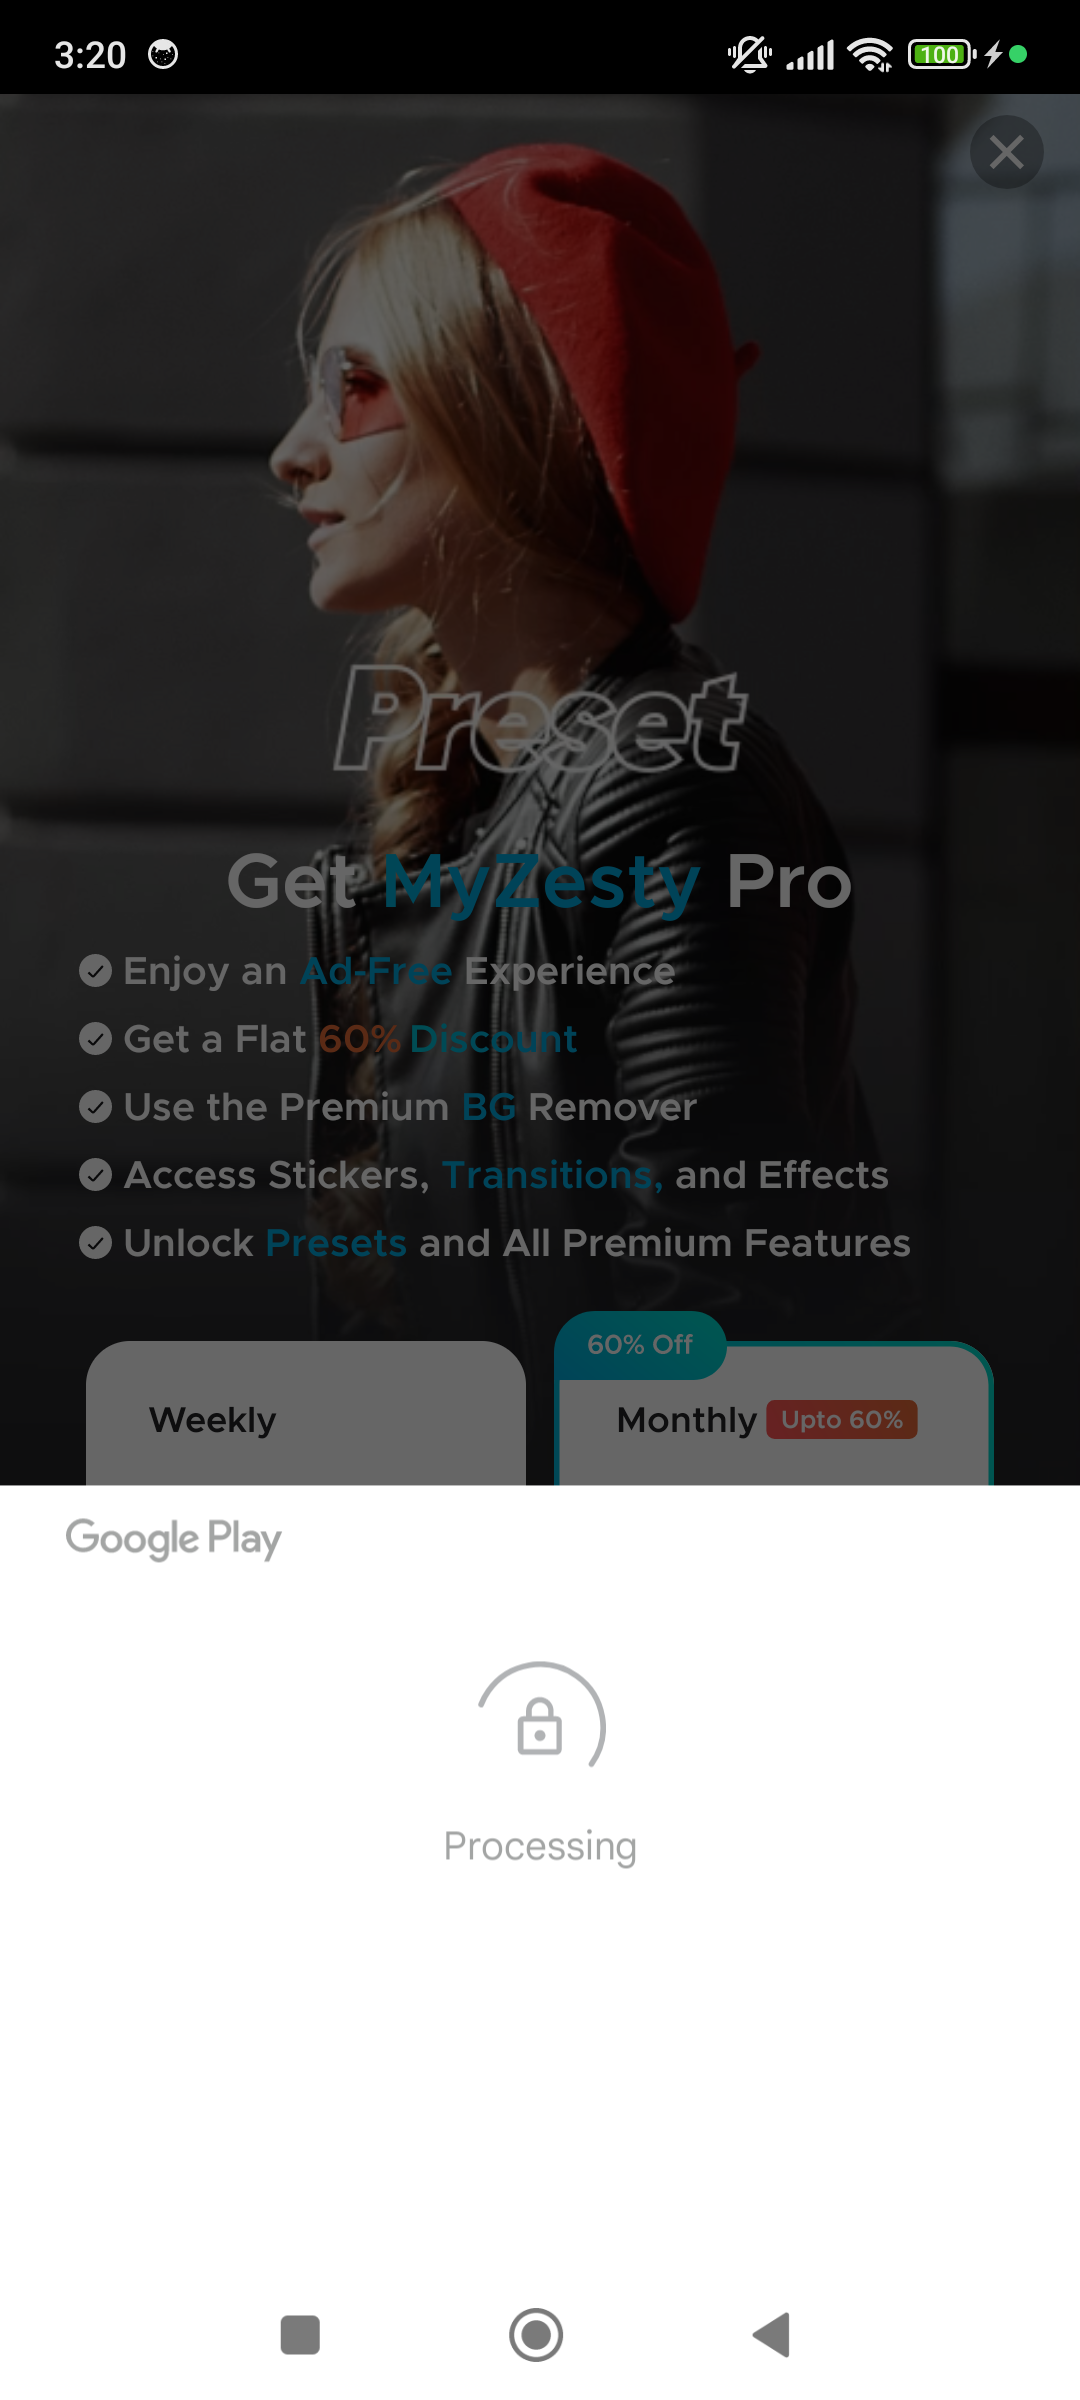 3:20
100
Preset
Get MyZesty Pro
Enjoy an Ad-Free Experience
Get a Flat 60% Discount
Use the Premium BG Remover
Access Stickers, Transitions, and Effects
Unlock Presets and All Premium Features
60% Off
Weekly
Monthly Upto 60%
Google Play
Processing